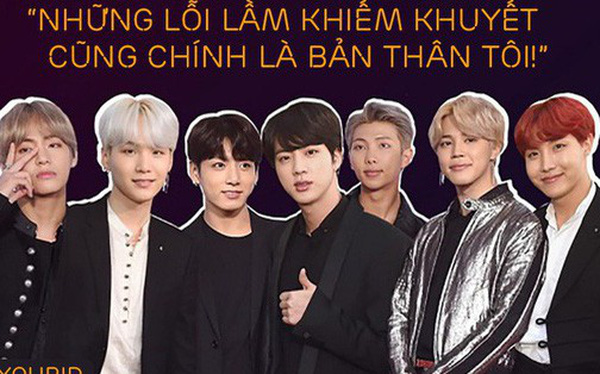 "NHỮNG LỖI LẦM KHIẾM KHUYẾT
CŨNG CHÍNH LÀ BẢN THÂN TÔI!"